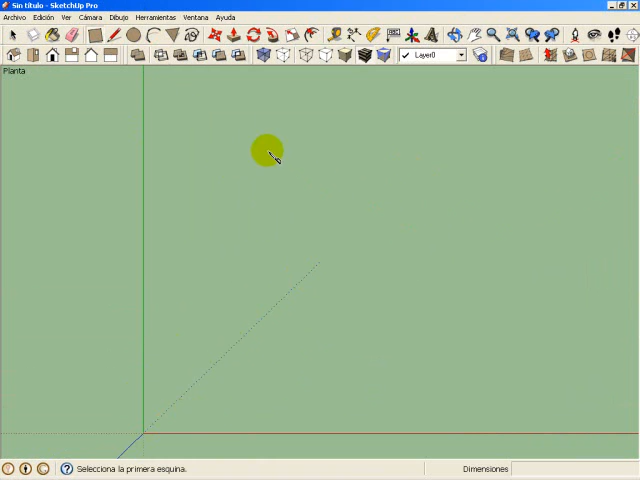 Sin título - SketchUp Pro
Archivo Edición Ver Cámara Dibujo Herramientas Ventana Ayuda
Layer0
Planta
Selecciona la primera esquina.
Dimensiones